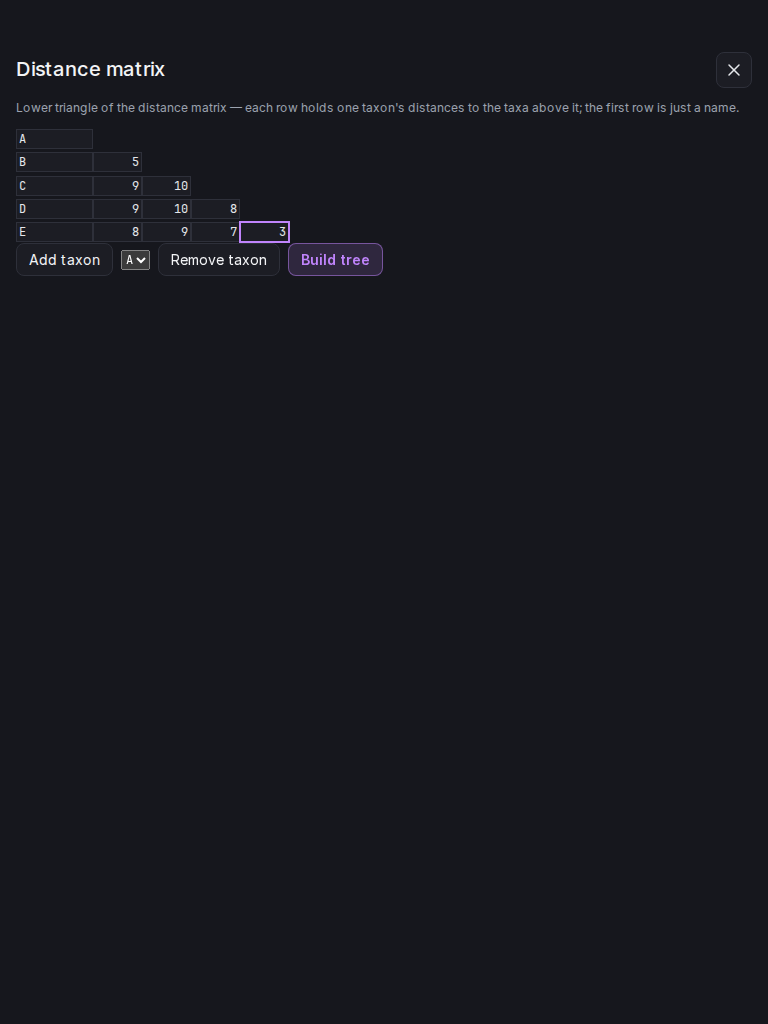 Distance matrix
Lower triangle of the distance matrix — each row holds one taxon's distances to the taxa above it; the first row is just a name.
A
B 5
C 9 10
D 9 10 8
E 8 9 7 3
Add taxon A Remove taxon Build tree